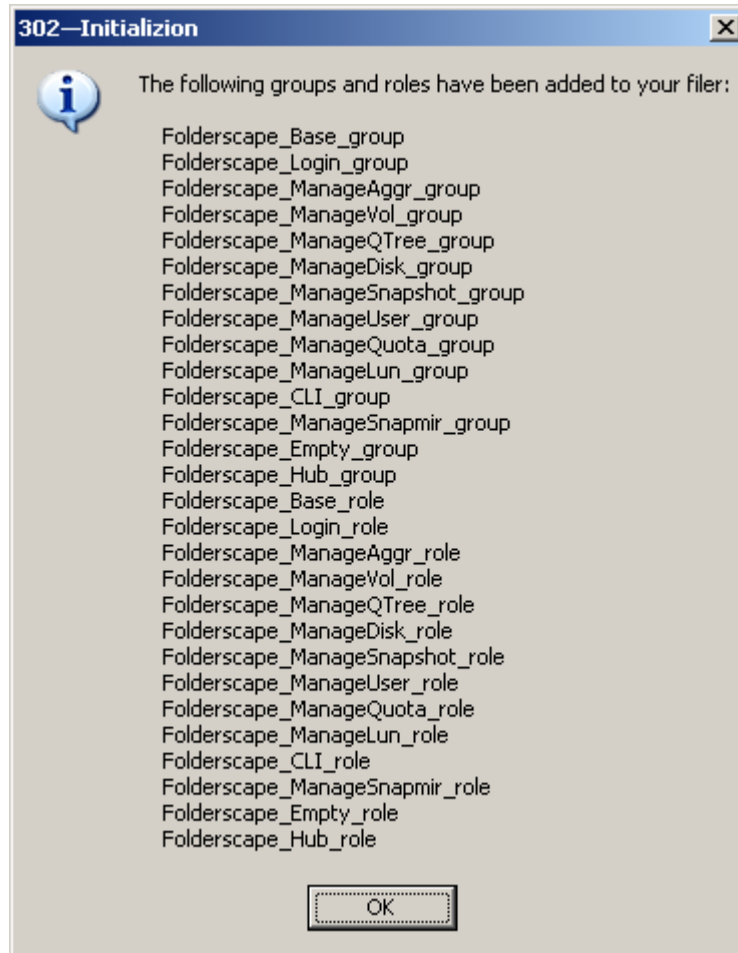 302—Initializion
The following groups and roles have been added to your filer:
Folderscape_Base_group
Folderscape_Login_group
Folderscape_ManageAggr_group
Folderscape_ManageVol_group
Folderscape_ManageQTree_group
Folderscape_ManageDisk_group
Folderscape_ManageSnapshot_group
Folderscape_ManageUser_group
Folderscape_ManageQuota_group
Folderscape_ManageLun_group
Folderscape_CLI_group
Folderscape_ManageSnapmir_group
Folderscape_Empty_group
Folderscape_Hub_group
Folderscape_Base_role
Folderscape_Login_role
Folderscape_ManageAggr_role
Folderscape_ManageVol_role
Folderscape_ManageQTree_role
Folderscape_ManageDisk_role
Folderscape_ManageSnapshot_role
Folderscape_ManageUser_role
Folderscape_ManageQuota_role
Folderscape_ManageLun_role
Folderscape_CLI_role
Folderscape_ManageSnapmir_role
Folderscape_Empty_role
Folderscape_Hub_role
OK